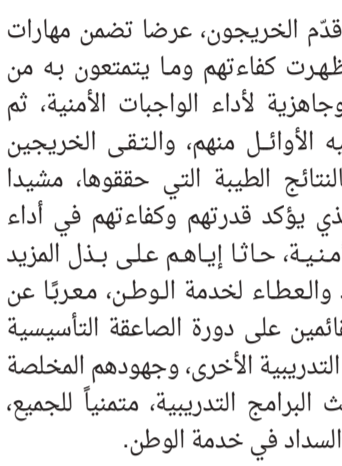 قدّم الخريجون، عرضا تضمن مهارات
ظهرت كفاءتهم وما يتمتعون به من
وجاهزية لأداء الواجبات الأمنية، ثم
به الأوائل منهم، والتقى الخريجين
النتائج الطيبة التي حققوها، مشيدا
ذي يؤكد قدرتهم وكفاءتهم في أداء
منية، حاثا إياهم على بذل المزيد
والعطاء لخدمة الوطن، معربًا عن
ائمين على دورة الصاعقة التأسيسية
التدريبية الأخرى، وجهودهم المخلصة
ث البرامج التدريبية، متمنياً للجميع،
السداد في خدمة الوطن.